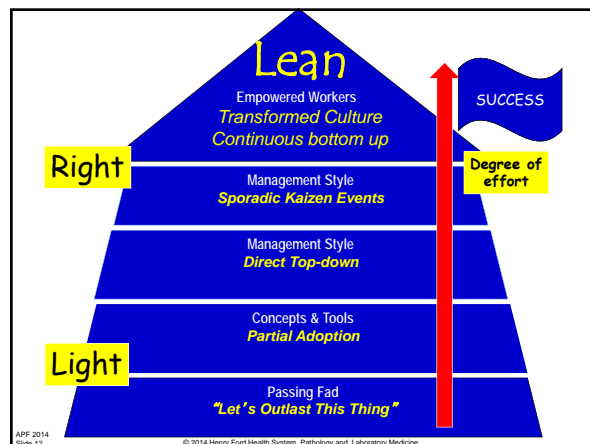 Lean
Empowered Workers
Transformed Culture
Continuous bottom up
SUCCESS
Right
Degree of
effort
Management Style
Sporadic Kaizen Events
Management Style
Direct Top-down
Concepts & Tools
Partial Adoption
Light
Passing Fad
“Let’s Outlast This Thing”
APF 2014
Slide 12
© 2014 Henry Ford Health System, Pathology and Laboratory Medicine